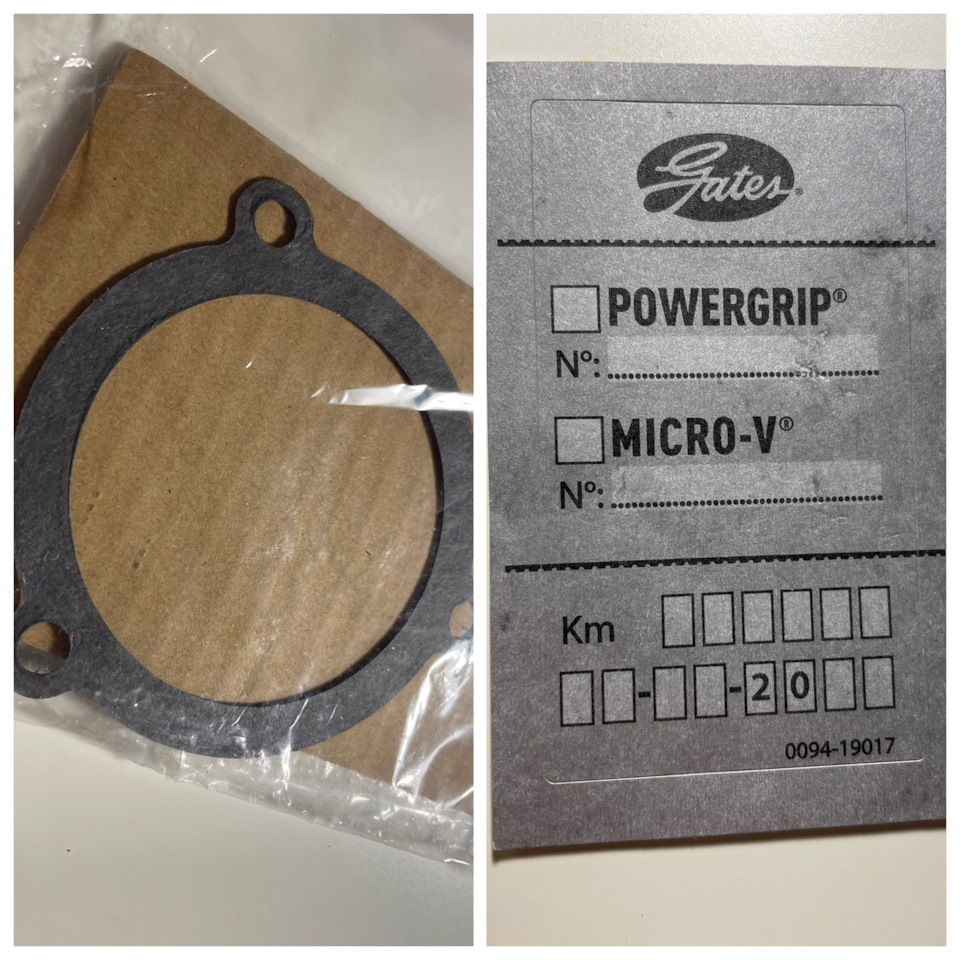 Gates®
POWERGRIP®
Nº:
MICRO-V®
Nº:
Km
- - 20
0094-19017